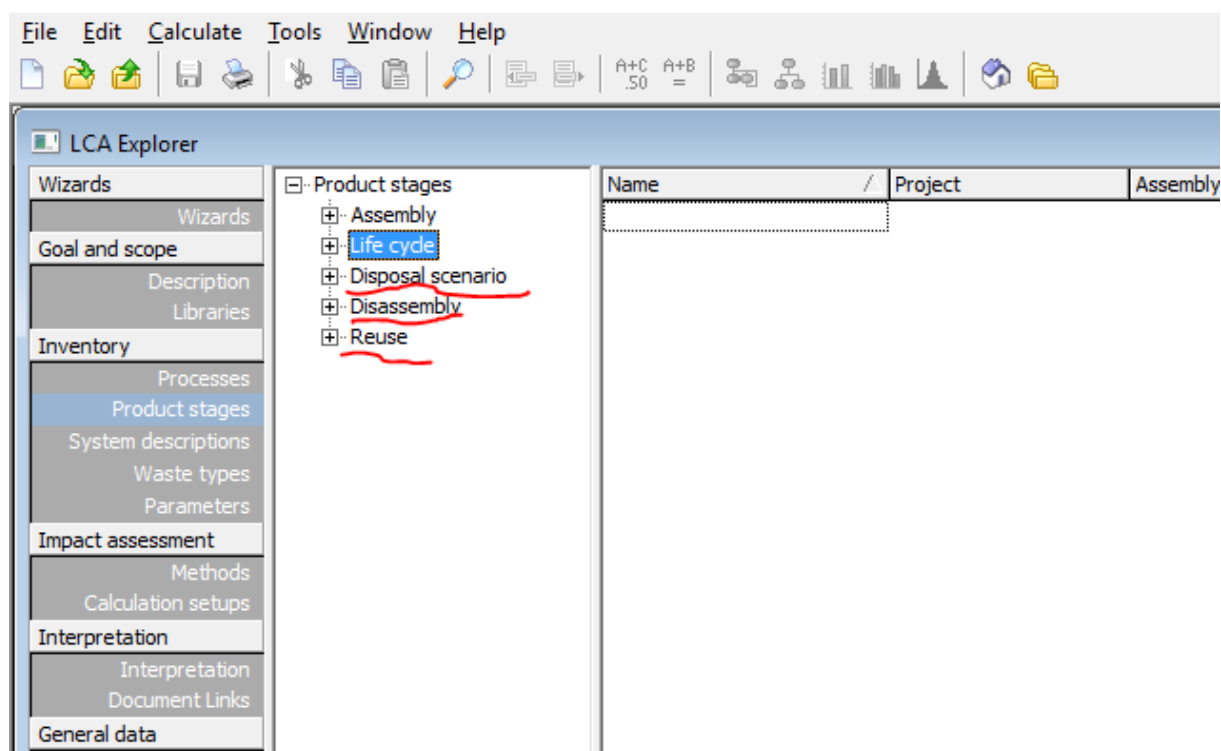 File Edit Calculate Tools Window Help
A+C .50 A+B =
LCA Explorer
Wizards
Wizards
Goal and scope
Description
Libraries
Inventory
Processes
Product stages
System descriptions
Waste types
Parameters
Impact assessment
Methods
Calculation setups
Interpretation
Interpretation
Document Links
General data
Product stages
Assembly
Life cycle
Disposal scenario
Disassembly
Reuse
Name Project Assembly